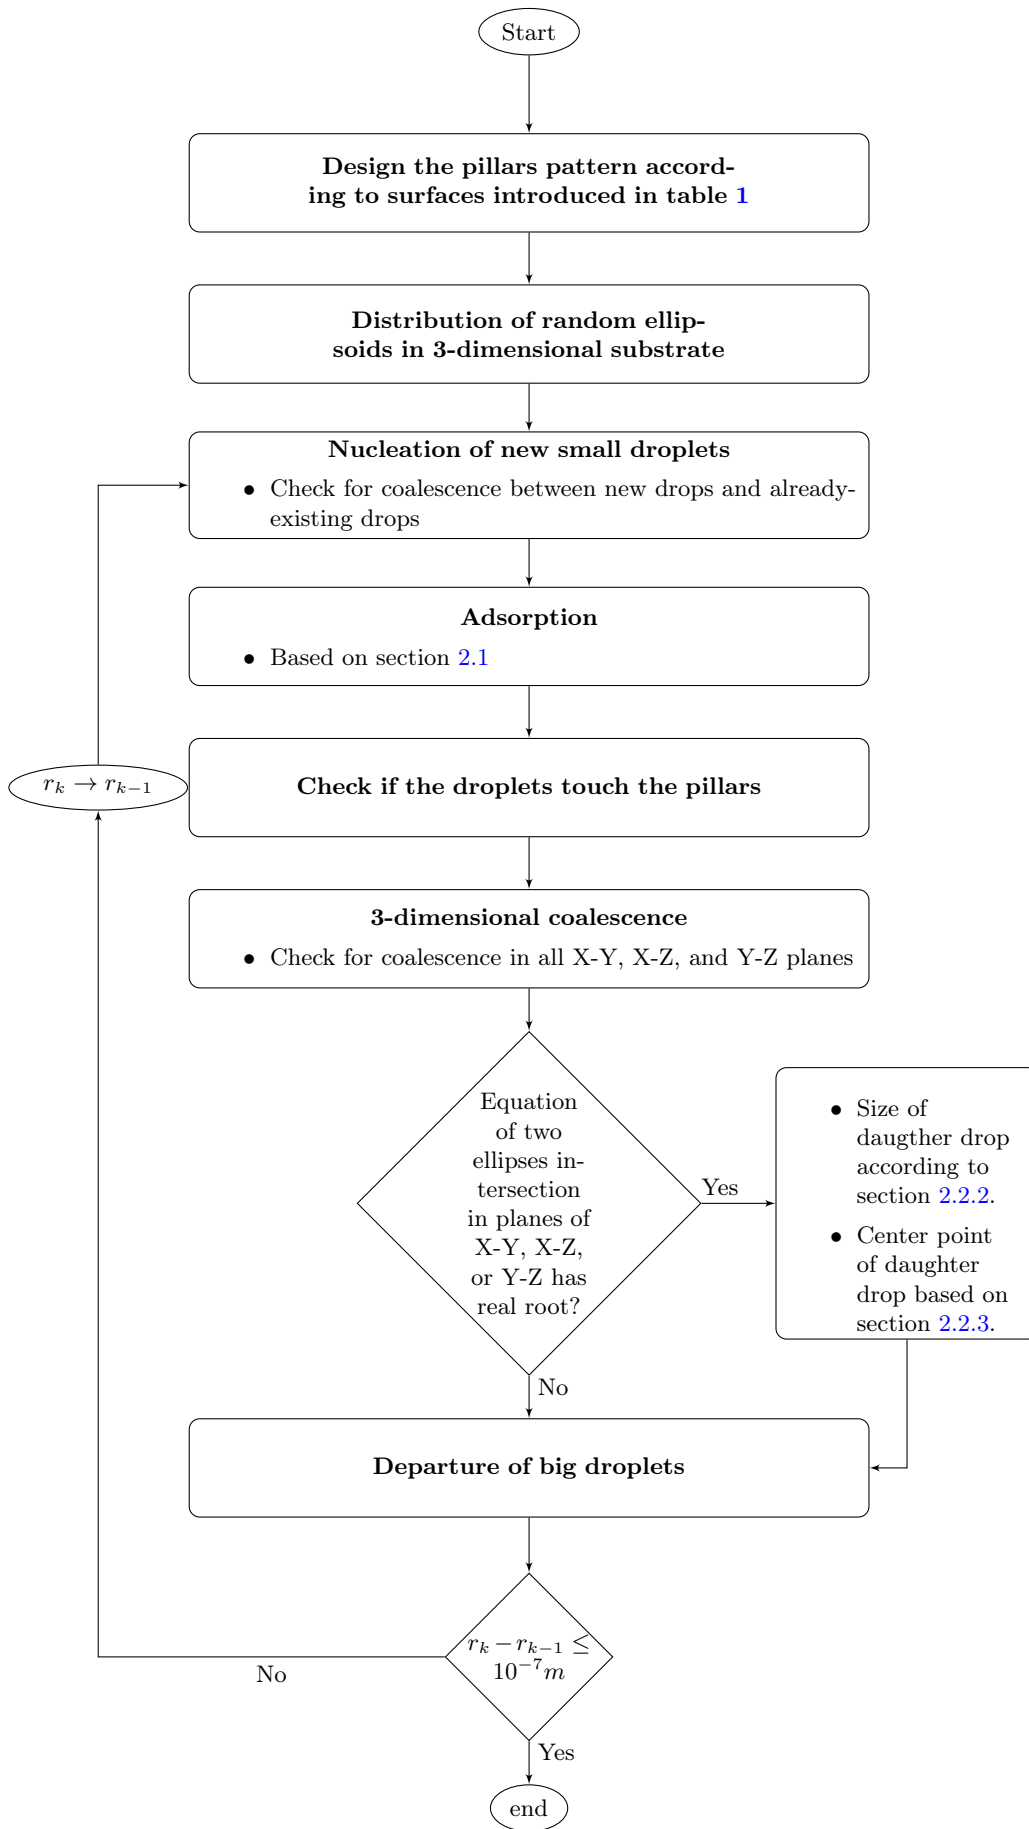 Start
Design the pillars pattern accord-
ing to surfaces introduced in table 1
Distribution of random ellip-
soids in 3-dimensional substrate
Nucleation of new small droplets
• Check for coalescence between new drops and already-
existing drops
Adsorption
• Based on section 2.1
r_k → r_{k−1}
Check if the droplets touch the pillars
3-dimensional coalescence
• Check for coalescence in all X-Y, X-Z, and Y-Z planes
Equation
of two
ellipses in-
tersection
in planes of
X-Y, X-Z,
or Y-Z has
real root?
Yes
• Size of
daugther drop
according to
section 2.2.2.
• Center point
of daughter
drop based on
section 2.2.3.
No
Departure of big droplets
r_k − r_{k−1} ≤
10^{−7}m
No
Yes
end